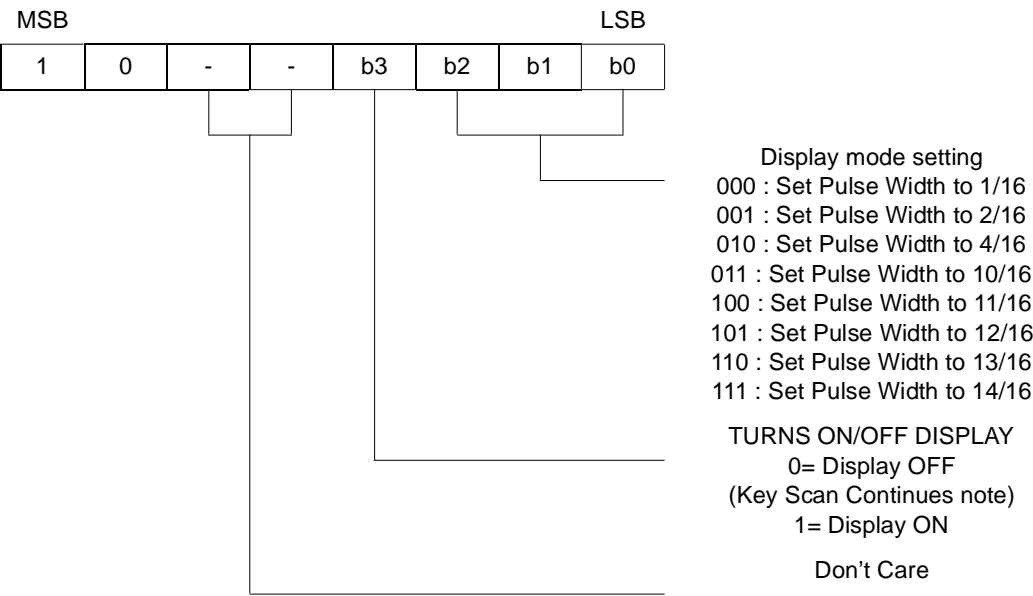 MSB LSB
1 0 - - b3 b2 b1 b0
Display mode setting
000 : Set Pulse Width to 1/16
001 : Set Pulse Width to 2/16
010 : Set Pulse Width to 4/16
011 : Set Pulse Width to 10/16
100 : Set Pulse Width to 11/16
101 : Set Pulse Width to 12/16
110 : Set Pulse Width to 13/16
111 : Set Pulse Width to 14/16
TURNS ON/OFF DISPLAY
0= Display OFF
(Key Scan Continues note)
1= Display ON
Don’t Care